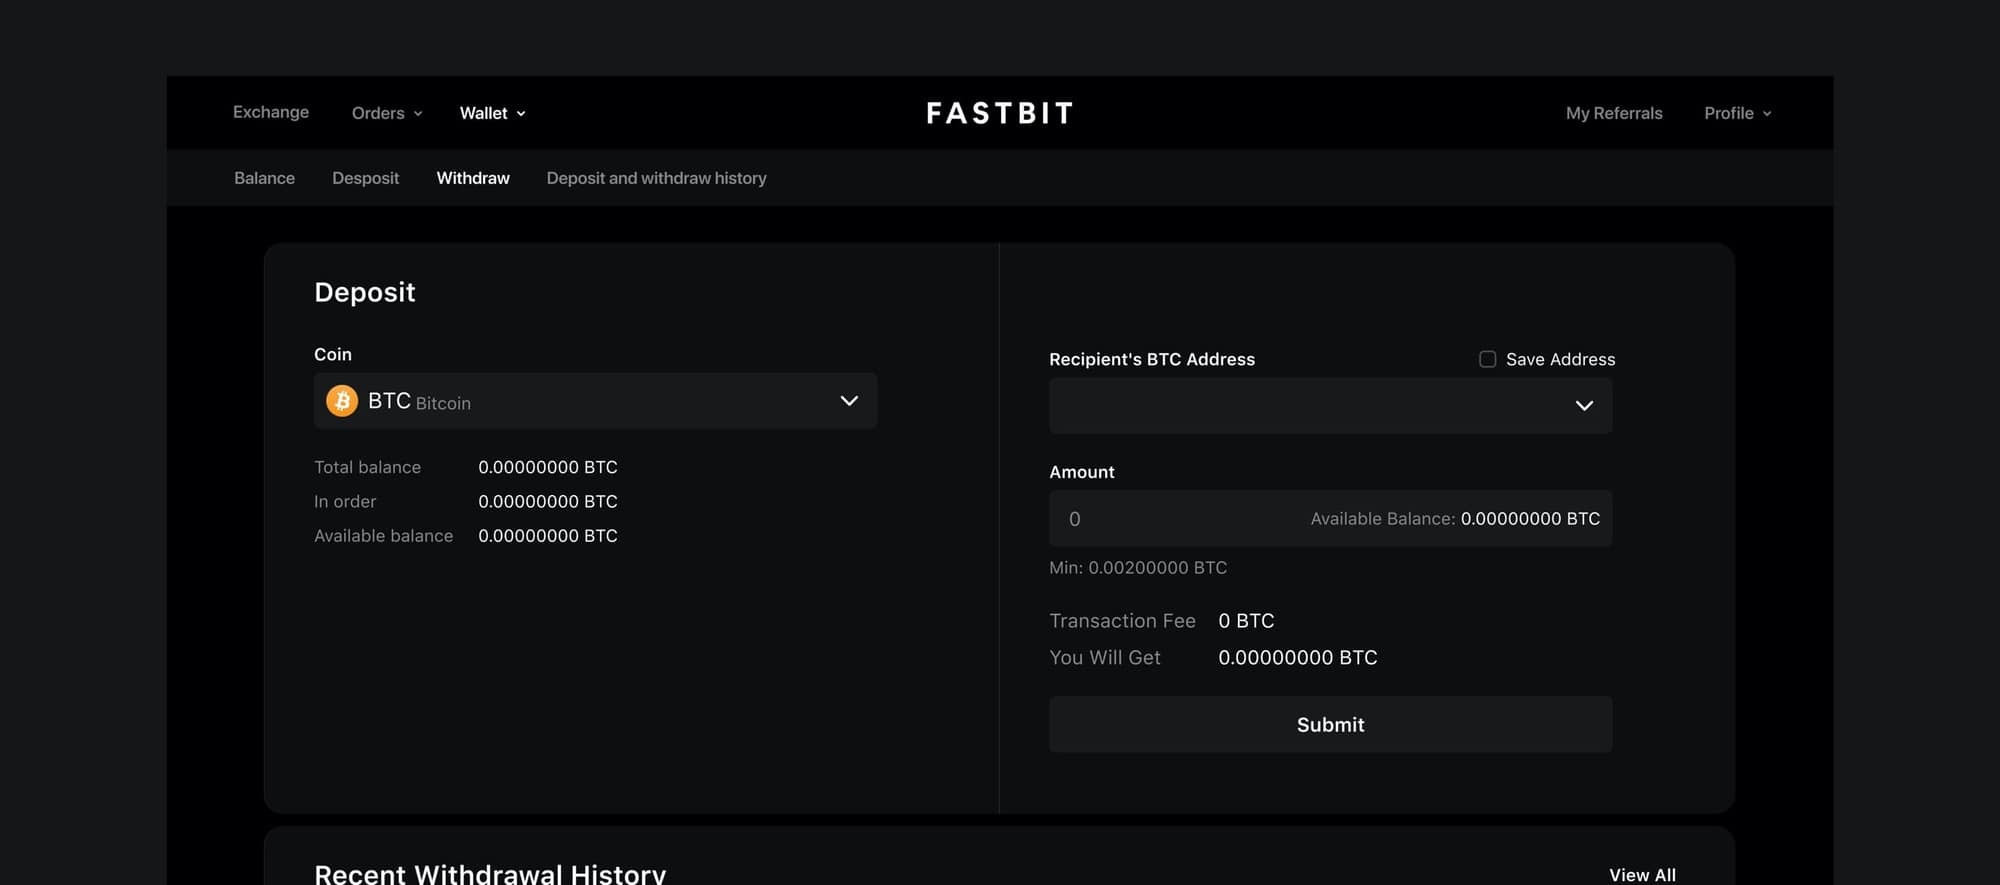 Exchange Orders Wallet FASTBIT My Referrals Profile
Balance Desposit Withdraw Deposit and withdraw history
Deposit
Coin
BTC Bitcoin
Total balance 0.00000000 BTC
In order 0.00000000 BTC
Available balance 0.00000000 BTC
Recipient's BTC Address Save Address
Amount
0 Available Balance: 0.00000000 BTC
Min: 0.00200000 BTC
Transaction Fee 0 BTC
You Will Get 0.00000000 BTC
Submit
Recent Withdrawal History View All